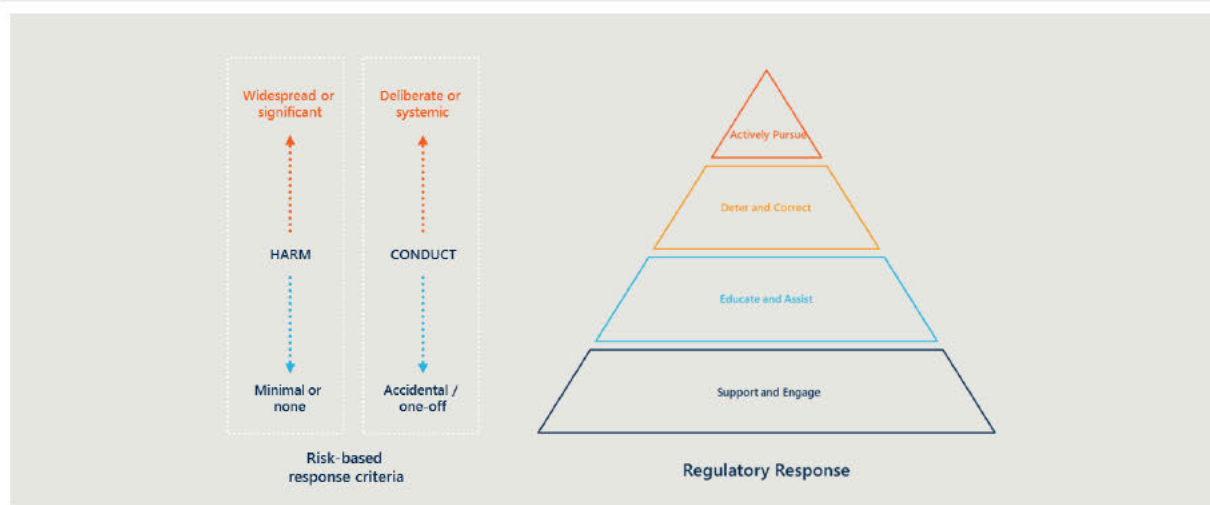 Widespread or
significant
HARM
Minimal or
none
Deliberate or
systemic
CONDUCT
Accidental /
one-off
Risk-based
response criteria
Actively Pursue
Deter and Correct
Educate and Assist
Support and Engage
Regulatory Response